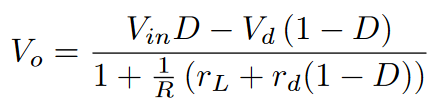 V_o = \frac{V_{in}D - V_d\,(1 - D)}{1 + \frac{1}{R}\,(r_L + r_d(1 - D))}